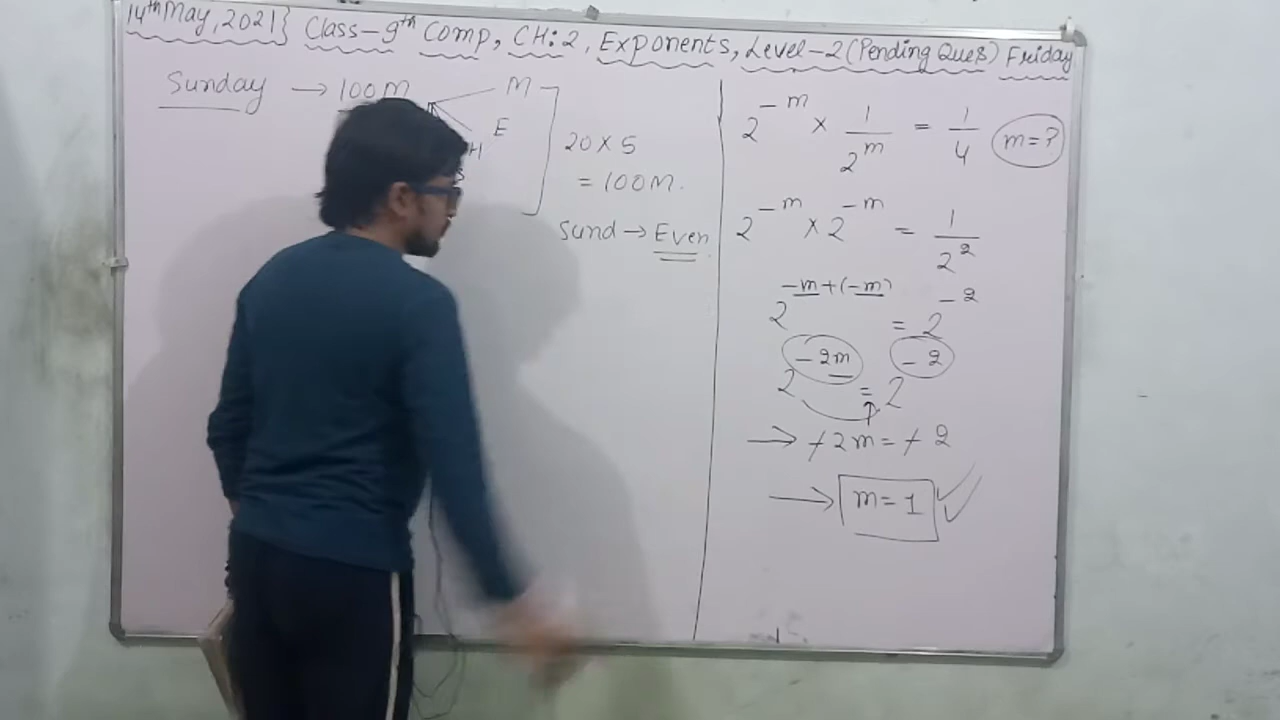 14th May, 2021} Class-9th Comp, CH:2, Exponents, Level-2 (Pending Ques) Friday
Sunday → 100M
M
E
H
S
20 × 5
= 100M.
Sund → Even
2^-m × 1/2^m = 1/4 m=?
2^-m × 2^-m = 1/2^2
2^-m+(-m) = 2^-2
2^-2m = 2^-2
→ -2m = -2
→ m = 1